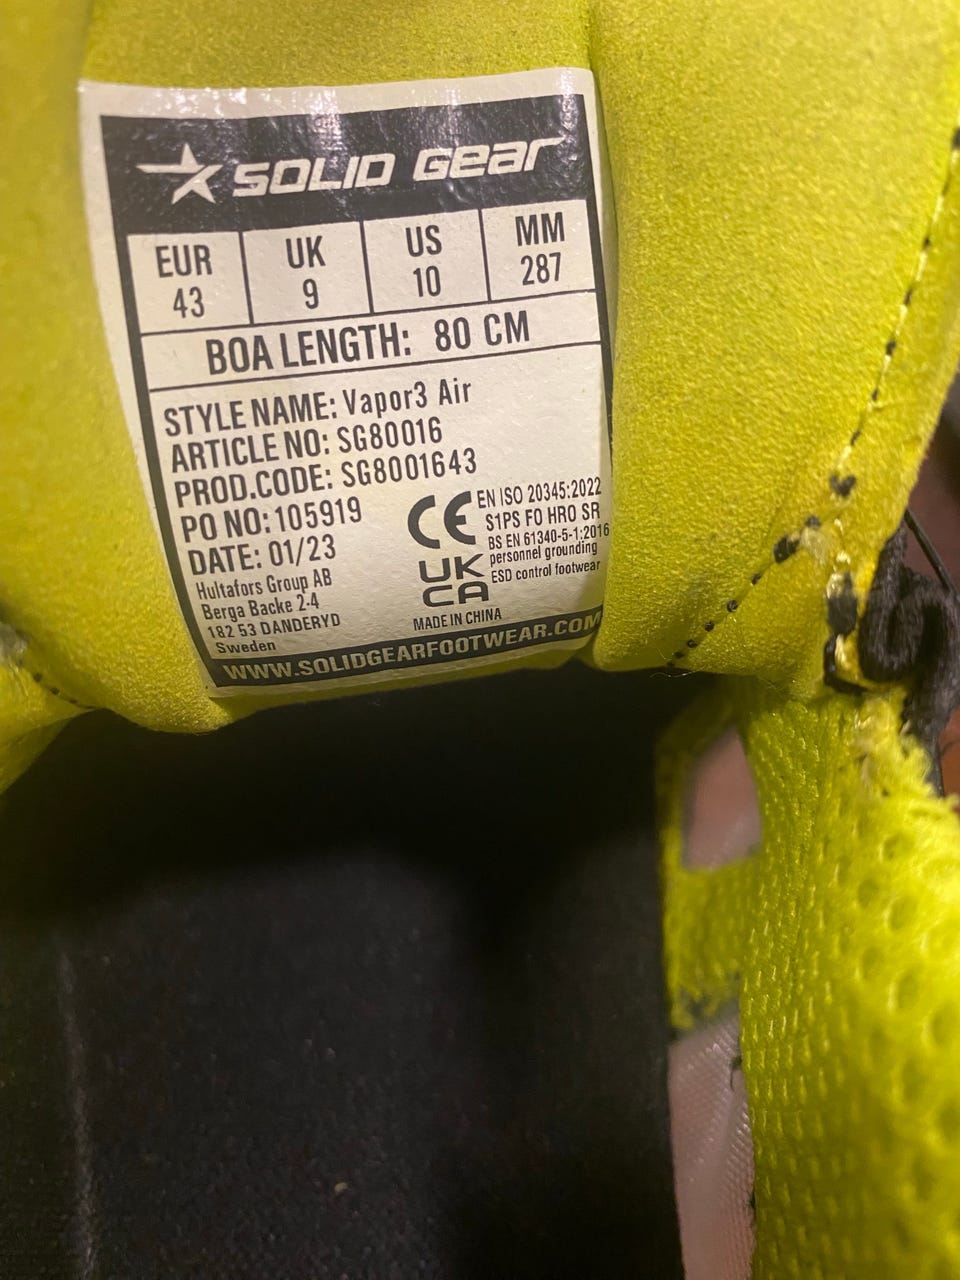 SOLID GEAR
EUR UK US MM
43 9 10 287
BOA LENGTH: 80 CM
STYLE NAME: Vapor3 Air
ARTICLE NO: SG80016
PROD.CODE: SG8001643
PO NO: 105919
DATE: 01/23
Hultafors Group AB
Berga Backe 2-4
182 53 DANDERYD
Sweden
CE
EN ISO 20345:2022
S1PS FO HRO SR
BS EN 61340-5-1:2016
personnel grounding
ESD control footwear
UK
CA
MADE IN CHINA
WWW.SOLIDGEARFOOTWEAR.COM